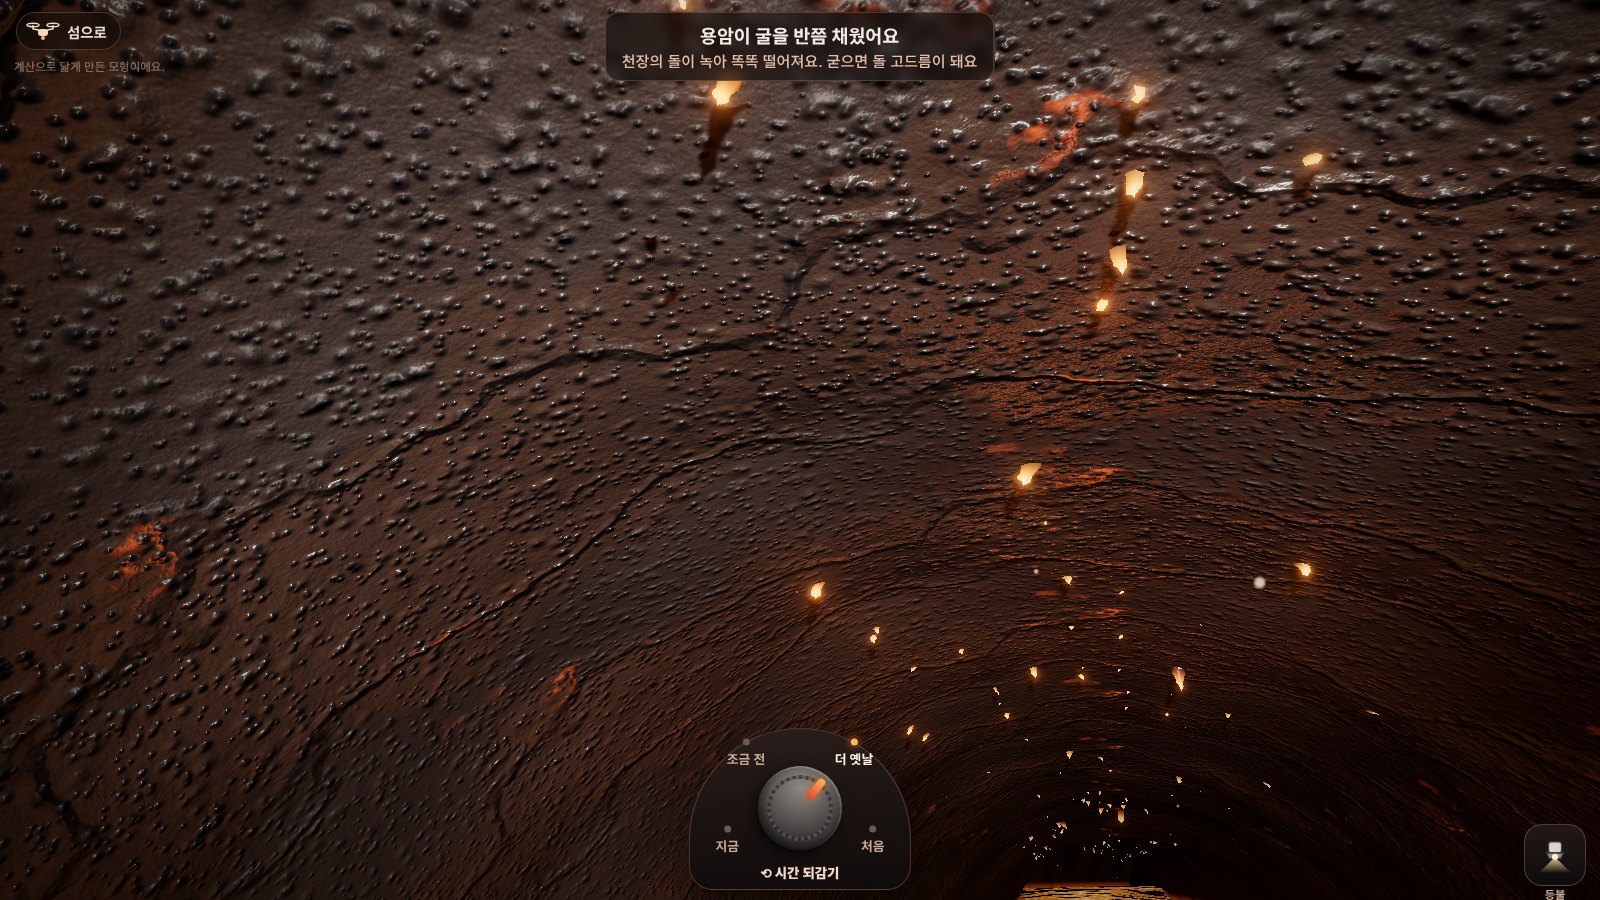 섬으로
계산으로 닮게 만든 모형이에요.
용암이 굴을 반쯤 채웠어요
천장의 돌이 녹아 똑똑 떨어져요. 굳으면 돌 고드름이 돼요
조금 전
더 옛날
지금
처음
⟲ 시간 되감기
등불